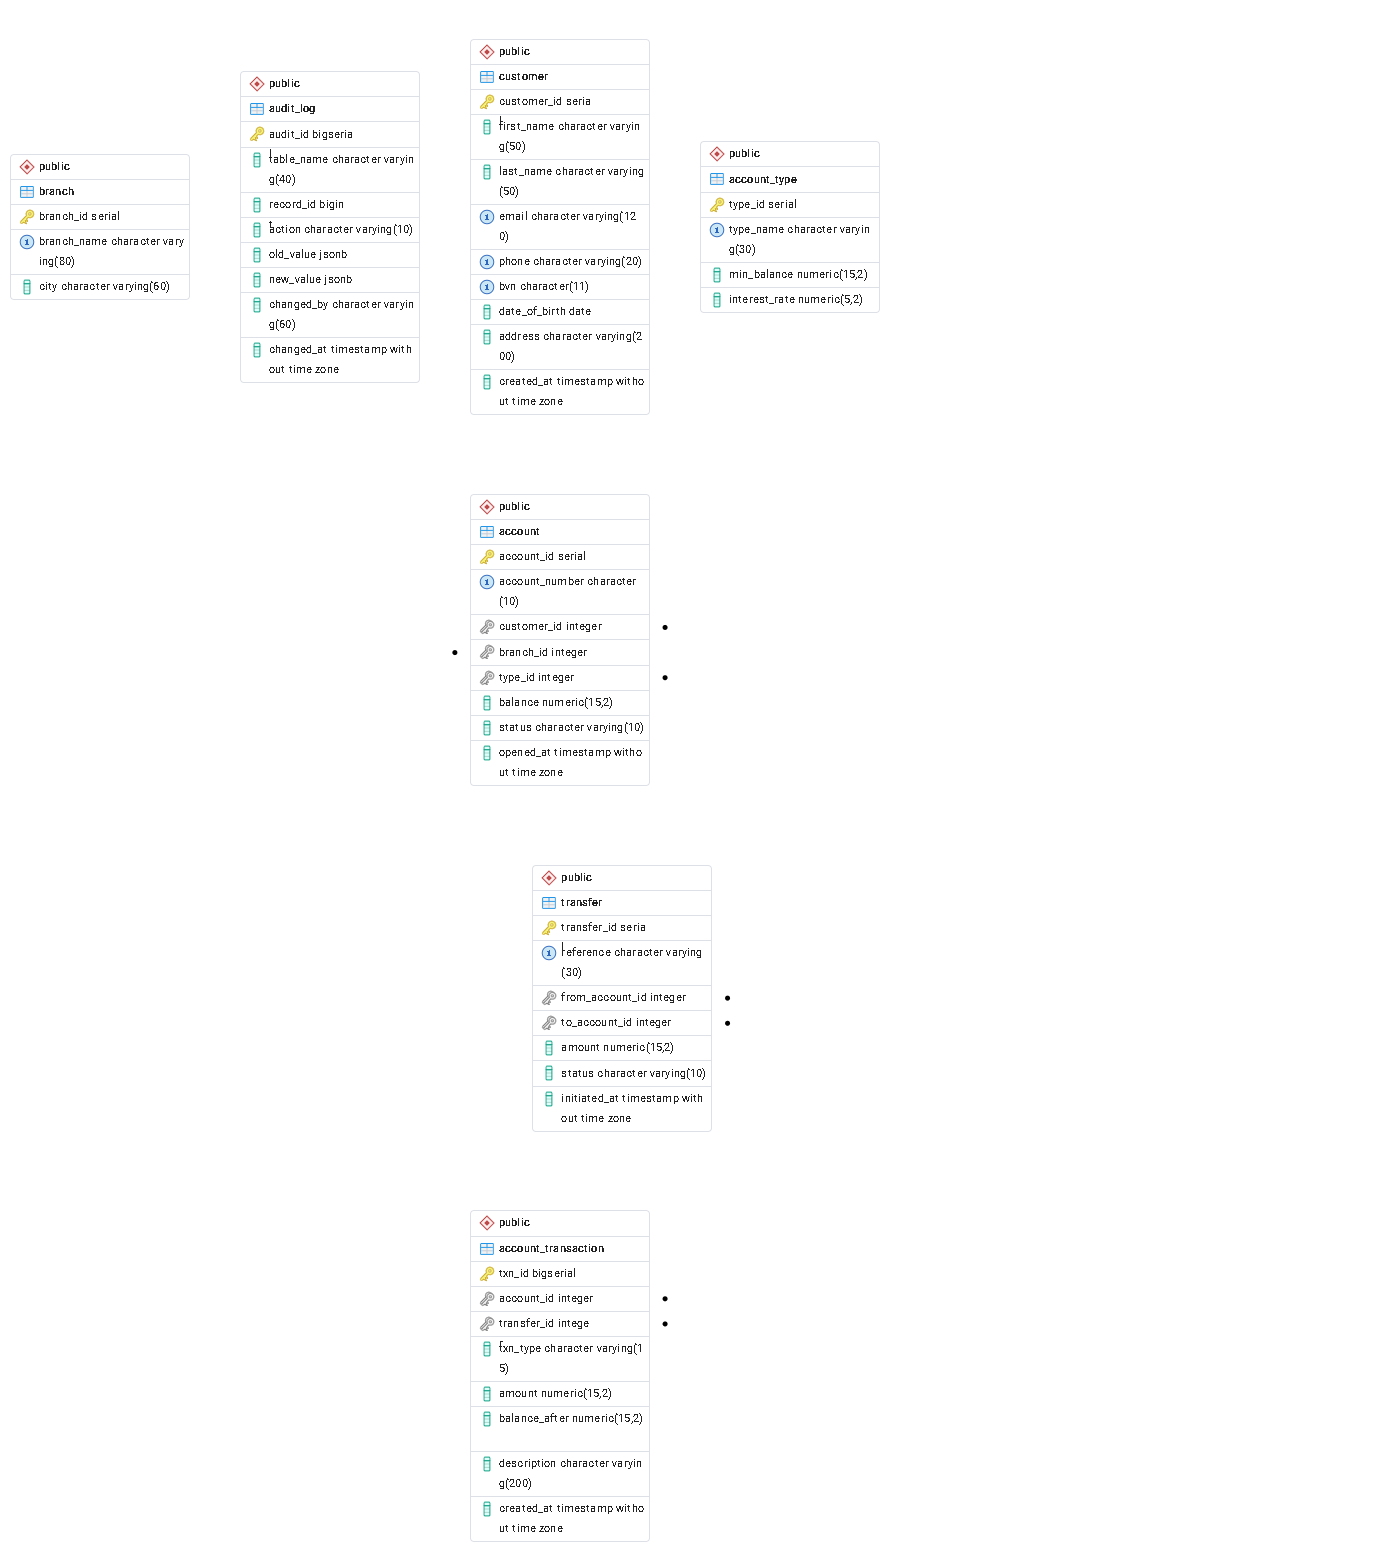 public
branch
branch_id serial
branch_name character vary
ing(80)
city character varying(60)
public
audit_log
audit_id bigseria
l
table_name character varyin
g(40)
record_id bigin
t
action character varying(10)
old_value jsonb
new_value jsonb
changed_by character varyin
g(60)
changed_at timestamp with
out time zone
public
customer
customer_id seria
l
first_name character varyin
g(50)
last_name character varying
(50)
email character varying(12
0)
phone character varying(20)
bvn character(11)
date_of_birth date
address character varying(2
00)
created_at timestamp witho
ut time zone
public
account_type
type_id serial
type_name character varyin
g(30)
min_balance numeric(15,2)
interest_rate numeric(5,2)
public
account
account_id serial
account_number character
(10)
customer_id integer
branch_id integer
type_id integer
balance numeric(15,2)
status character varying(10)
opened_at timestamp witho
ut time zone
public
transfer
transfer_id seria
l
reference character varying
(30)
from_account_id integer
to_account_id integer
amount numeric(15,2)
status character varying(10)
initiated_at timestamp with
out time zone
public
account_transaction
txn_id bigserial
account_id integer
transfer_id intege
r
txn_type character varying(1
5)
amount numeric(15,2)
balance_after numeric(15,2)
description character varyin
g(200)
created_at timestamp witho
ut time zone